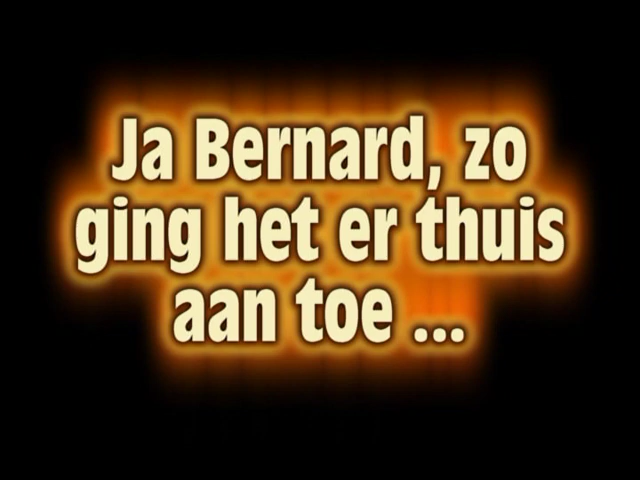 Ja Bernard, zo
ging het er thuis
aan toe ...